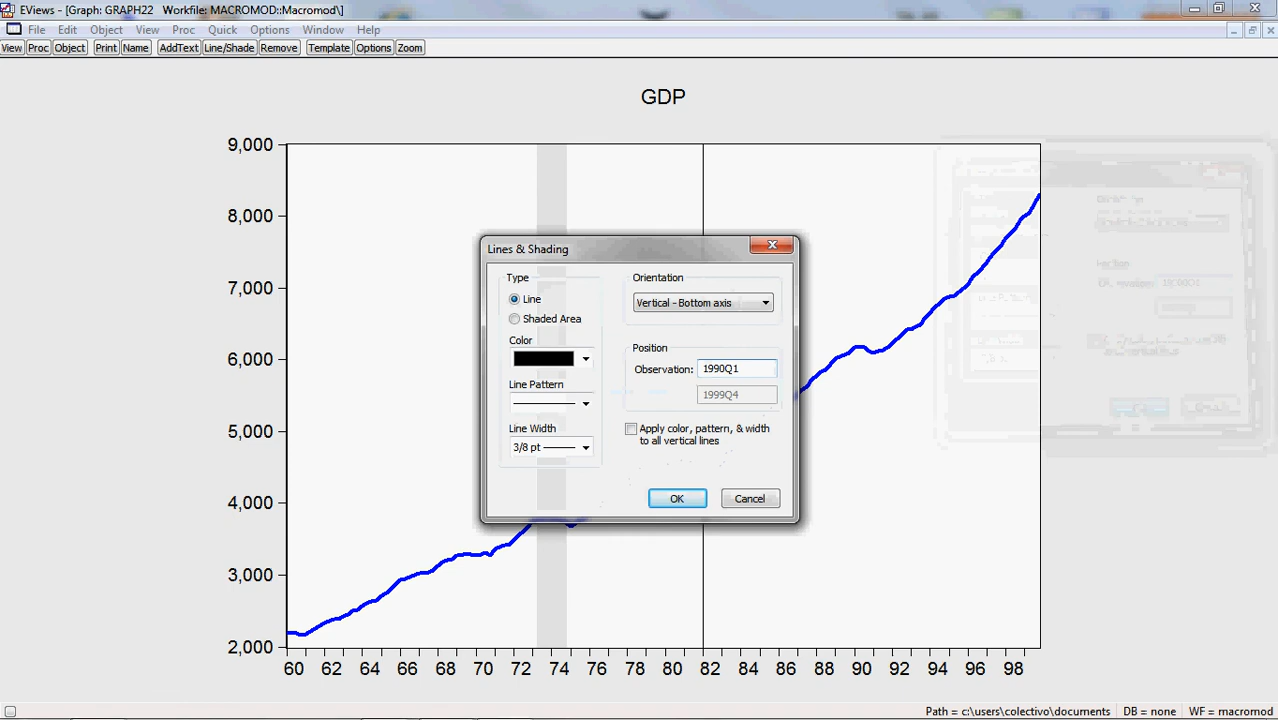 EViews - [Graph: GRAPH22   Workfile: MACROMOD::Macromod\]
File Edit Object View Proc Quick Options Window Help
View Proc Object Print Name AddText Line/Shade Remove Template Options Zoom
GDP
9,000
8,000
7,000
6,000
5,000
4,000
3,000
2,000
60 62 64 66 68 70 72 74 76 78 80 82 84 86 88 90 92 94 96 98
Lines & Shading
Type
Line
Shaded Area
Color
Line Pattern
Line Width
3/8 pt
Orientation
Vertical - Bottom axis
Position
Observation: 1990Q1
1999Q4
Apply color, pattern, & width
to all vertical lines
OK Cancel
Path = c:\users\colectivo\documents DB = none WF = macromod